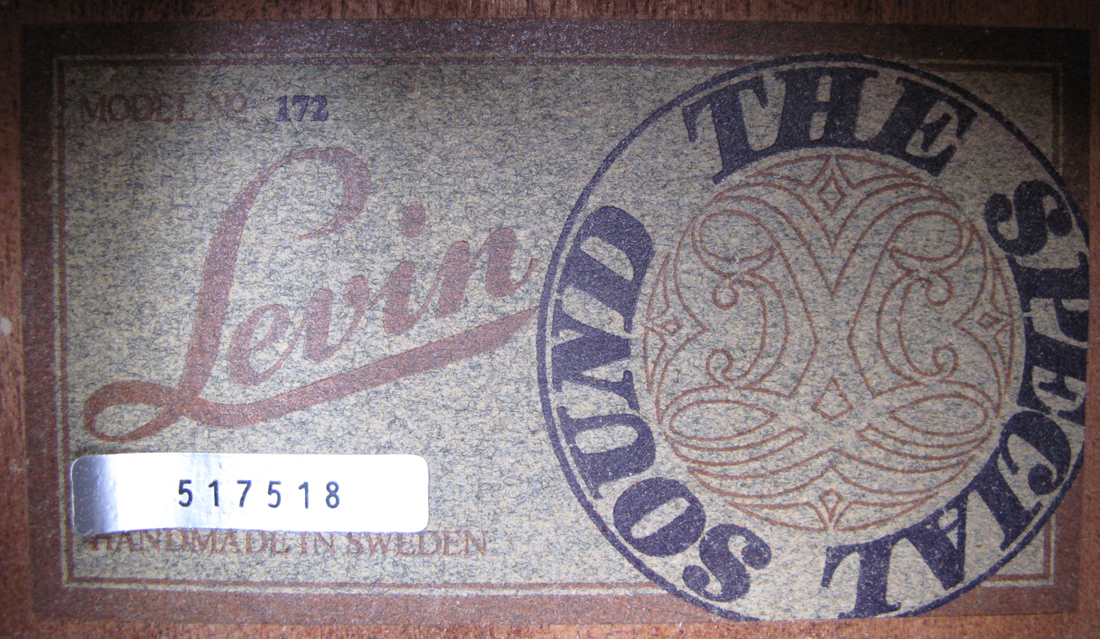 MODEL No 172
Levin
517518
HANDMADE IN SWEDEN
THE SPECIAL SOUND